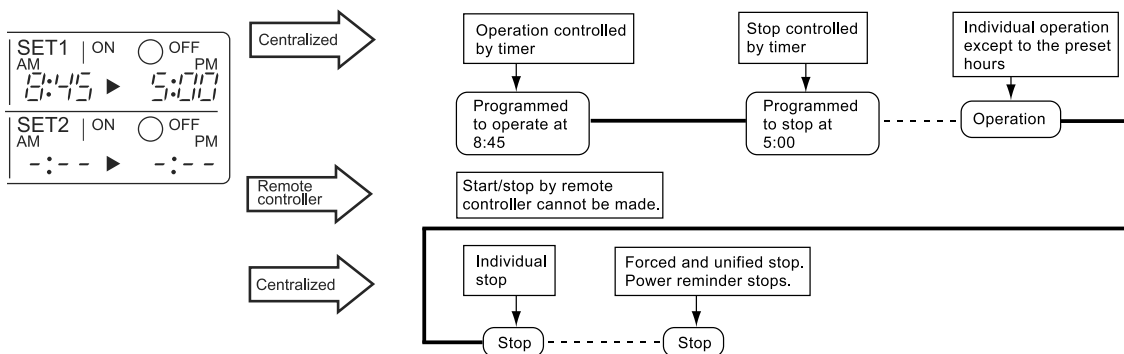 SET1 ON OFF
AM PM
8:45 ▶ 5:00
SET2 ON OFF
AM PM
-:-- ▶ -:--
Centralized
Operation controlled
by timer
Stop controlled
by timer
Individual operation
except to the preset
hours
Programmed
to operate at
8:45
Programmed
to stop at
5:00
Operation
Remote
controller
Start/stop by remote
controller cannot be made.
Centralized
Individual
stop
Forced and unified stop.
Power reminder stops.
Stop
Stop